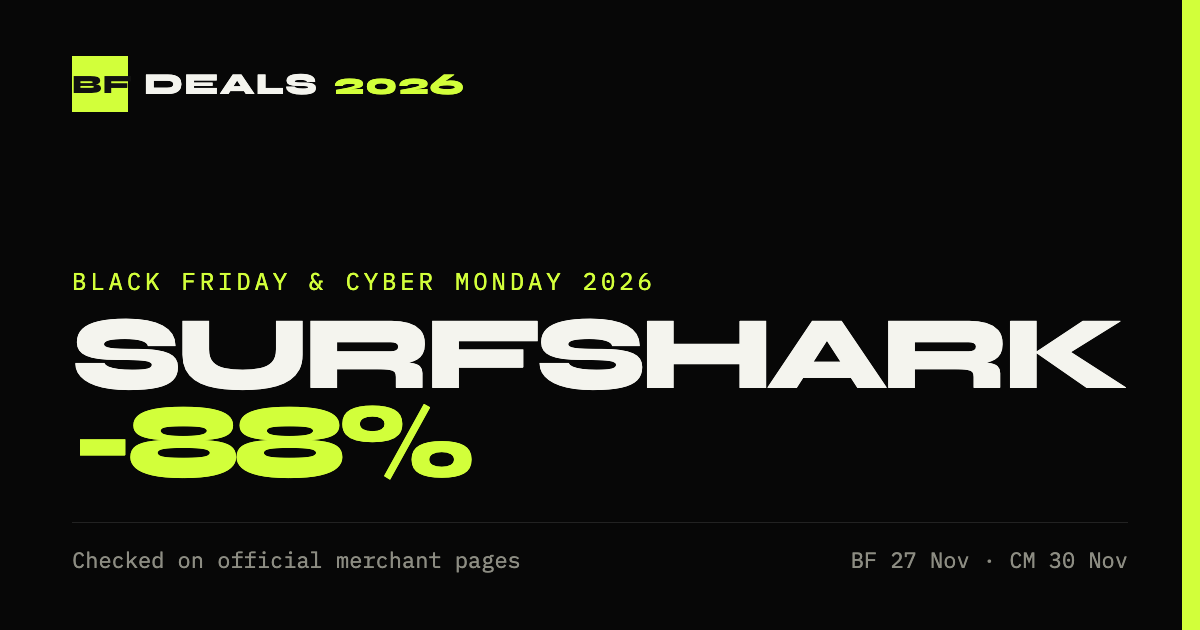 BF DEALS 2026
BLACK FRIDAY & CYBER MONDAY 2026
SURFSHARK
-88%
Checked on official merchant pages
BF 27 Nov · CM 30 Nov